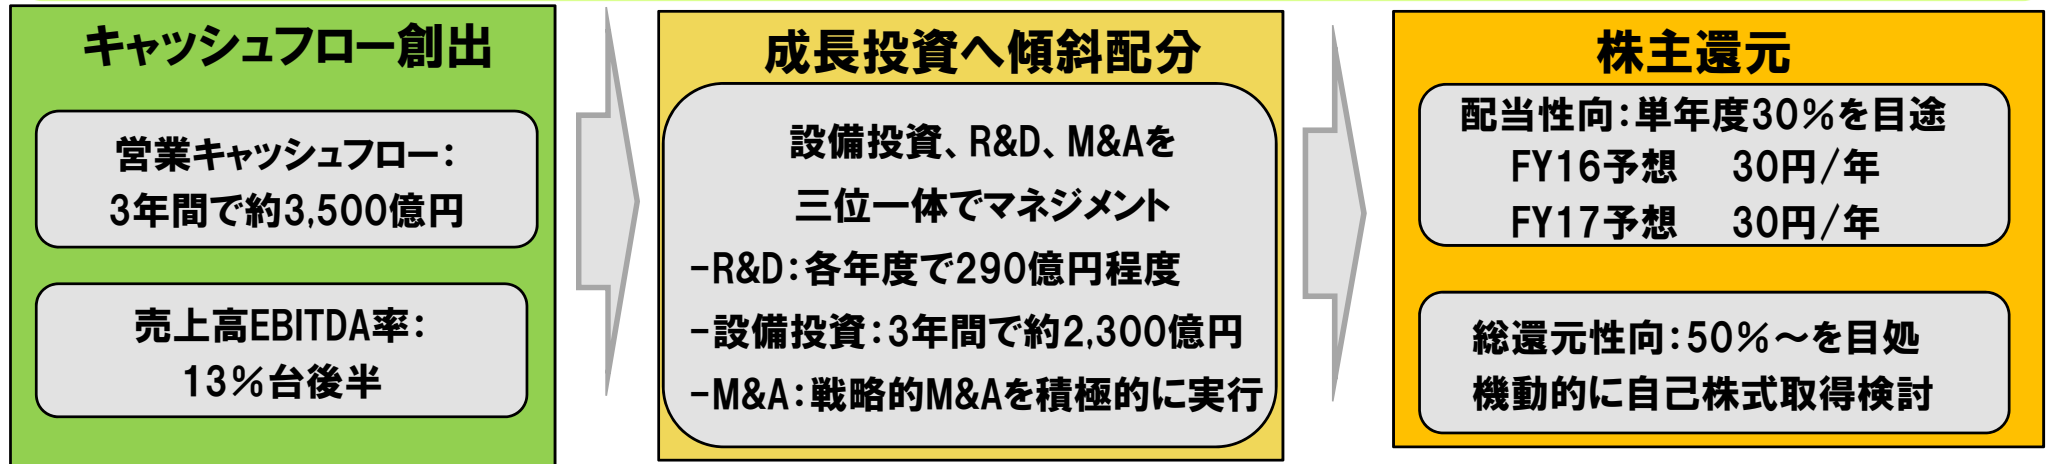 キャッシュフロー創出
営業キャッシュフロー:
3年間で約3,500億円
売上高EBITDA率:
13%台後半
成長投資へ傾斜配分
設備投資、R&D、M&Aを
三位一体でマネジメント
-R&D:各年度で290億円程度
-設備投資:3年間で約2,300億円
-M&A:戦略的M&Aを積極的に実行
株主還元
配当性向:単年度30%を目途
FY16予想 30円/年
FY17予想 30円/年
総還元性向:50%~を目処
機動的に自己株式取得検討